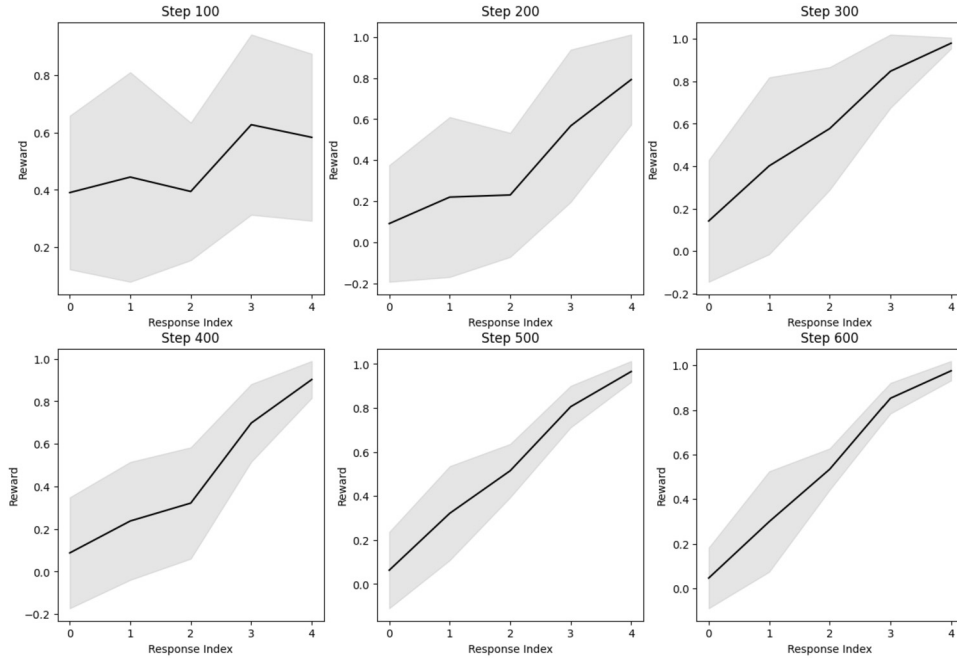 Step 100
Step 200
Step 300
Reward
0.8
0.6
0.4
0.2
0 1 2 3 4
Response Index
Reward
1.0
0.8
0.6
0.4
0.2
0.0
−0.2
0 1 2 3 4
Response Index
Reward
1.0
0.8
0.6
0.4
0.2
0.0
−0.2
0 1 2 3 4
Response Index
Step 400
Step 500
Step 600
Reward
1.0
0.8
0.6
0.4
0.2
0.0
−0.2
0 1 2 3 4
Response Index
Reward
1.0
0.8
0.6
0.4
0.2
0.0
0 1 2 3 4
Response Index
Reward
1.0
0.8
0.6
0.4
0.2
0.0
0 1 2 3 4
Response Index